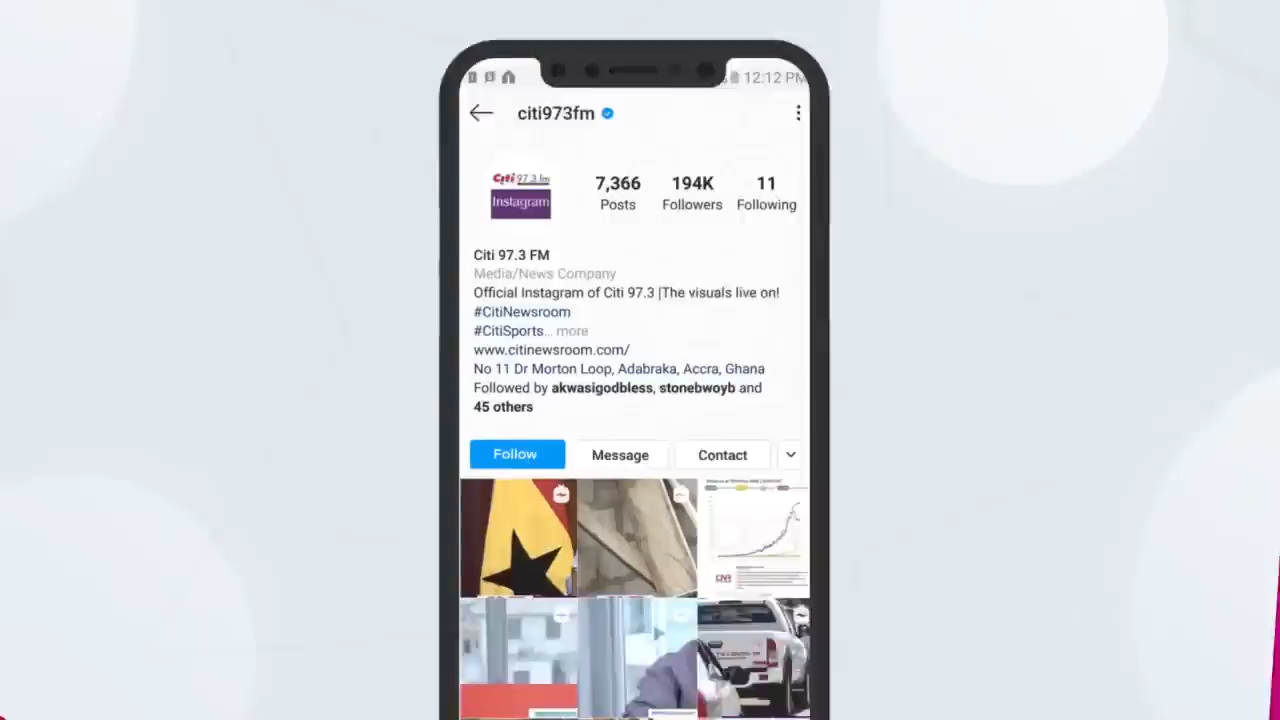 12:12 PM
citi973fm
Citi 97.3 fm
Instagram
7,366 194K 11
Posts Followers Following
Citi 97.3 FM
Media/News Company
Official Instagram of Citi 97.3 |The visuals live on!
#CitiNewsroom
#CitiSports... more
www.citinewsroom.com/
No 11 Dr Morton Loop, Adabraka, Accra, Ghana
Followed by akwasigodbless, stonebwoyb and
45 others
Follow Message Contact
CNR